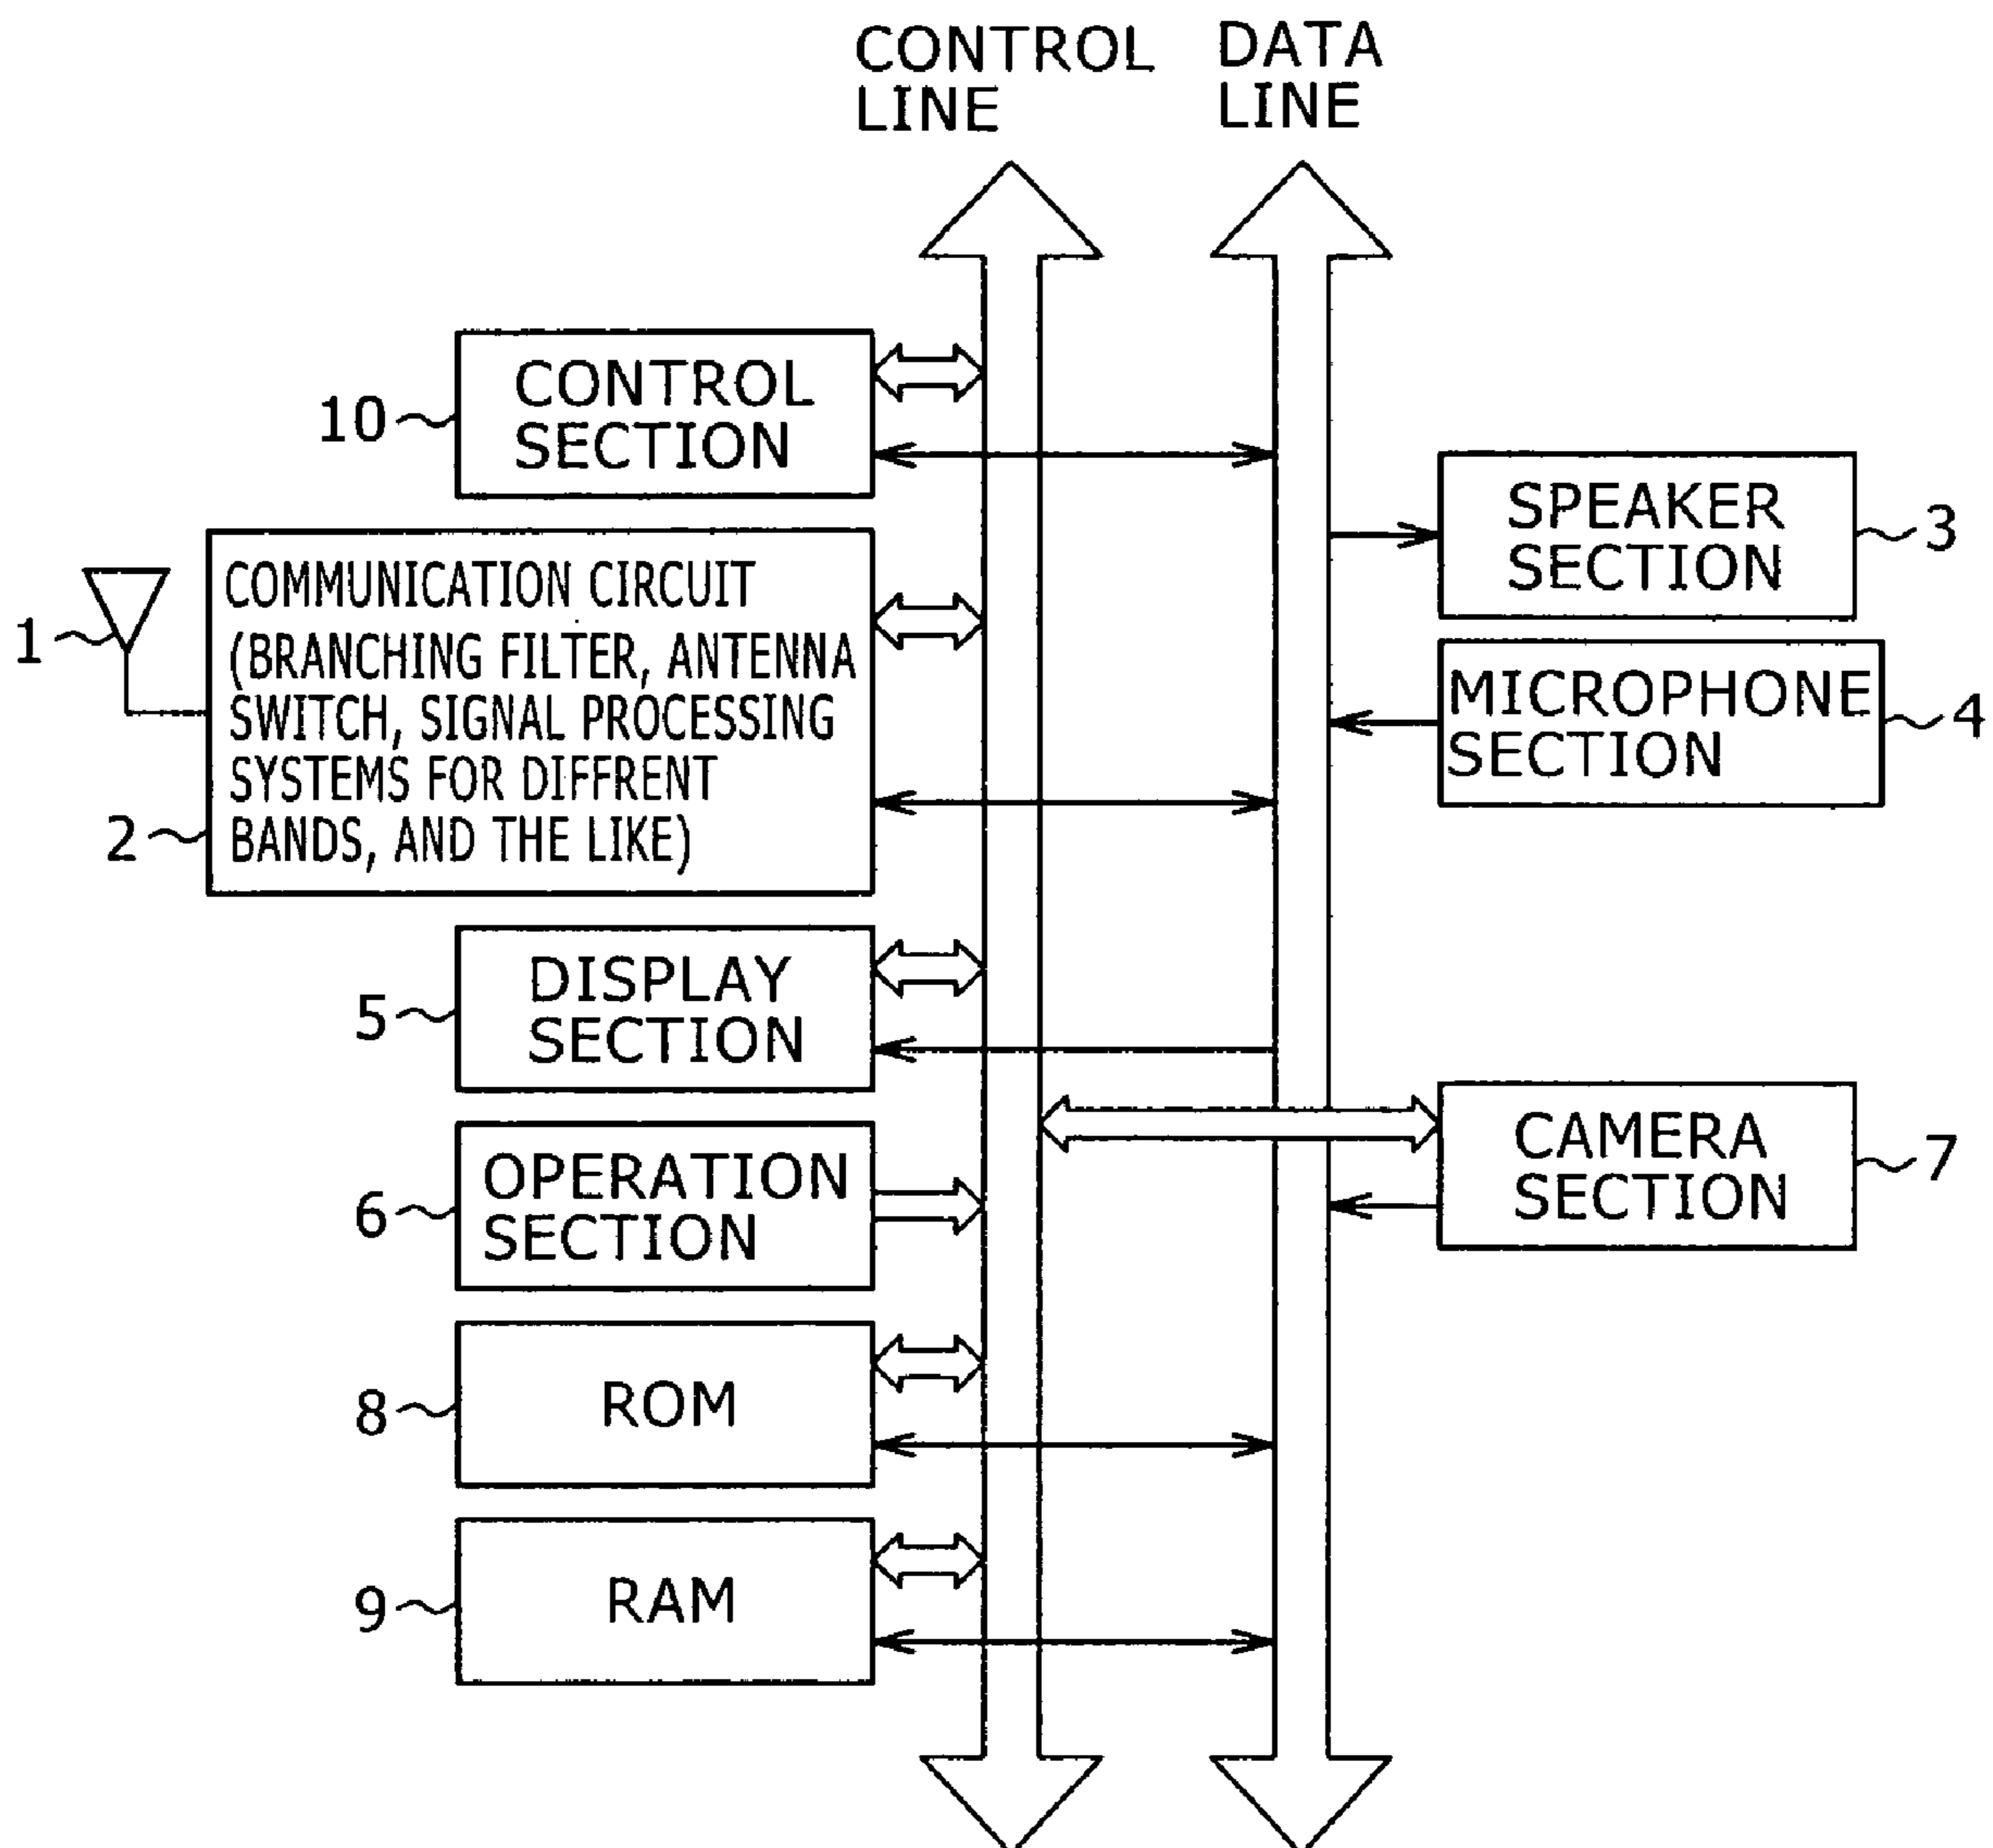 CONTROL
LINE
DATA
LINE
10
CONTROL
SECTION
SPEAKER
SECTION
3
1
COMMUNICATION CIRCUIT
(BRANCHING FILTER, ANTENNA
SWITCH, SIGNAL PROCESSING
SYSTEMS FOR DIFFRENT
BANDS, AND THE LIKE)
2
MICROPHONE
SECTION
4
DISPLAY
SECTION
5
CAMERA
SECTION
7
OPERATION
SECTION
6
ROM
8
RAM
9